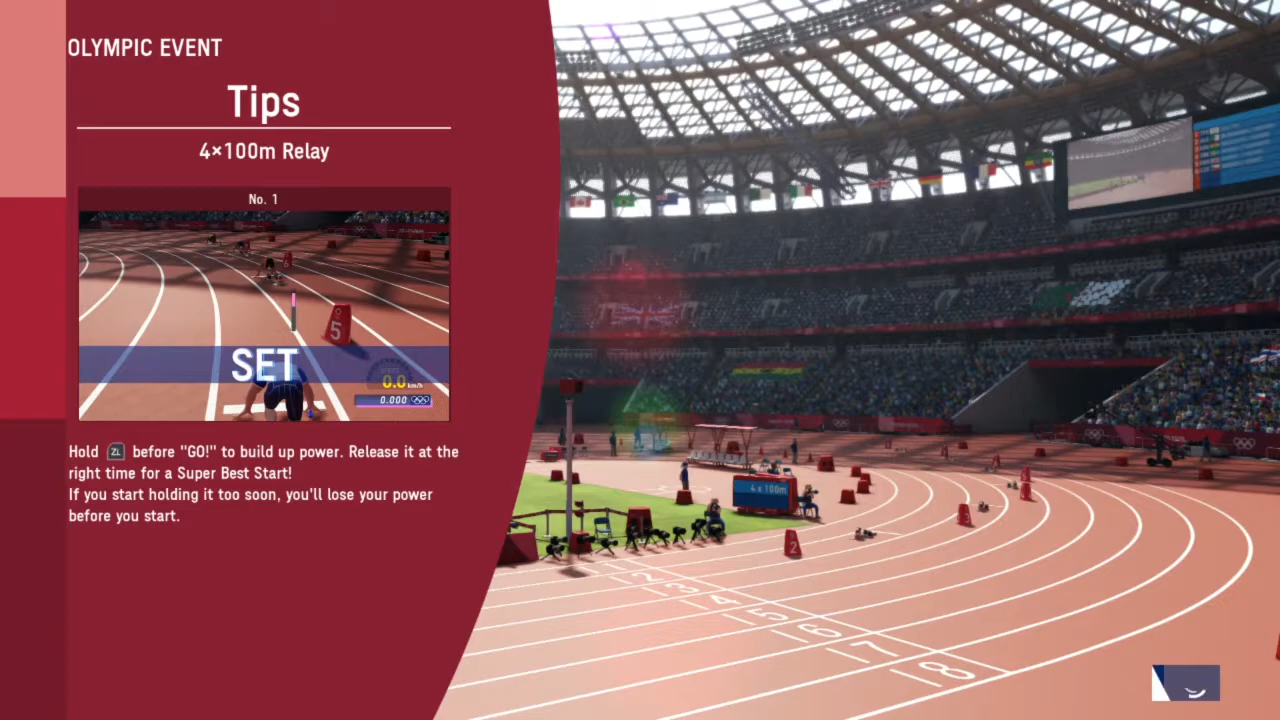 OLYMPIC EVENT
Tips
4×100m Relay
No. 1
5
SET
0.0 km/h
0.000
Hold ZL before "GO!" to build up power. Release it at the
right time for a Super Best Start!
If you start holding it too soon, you'll lose your power
before you start.
4 x 100m
2
2
3
4
5
6
7
8